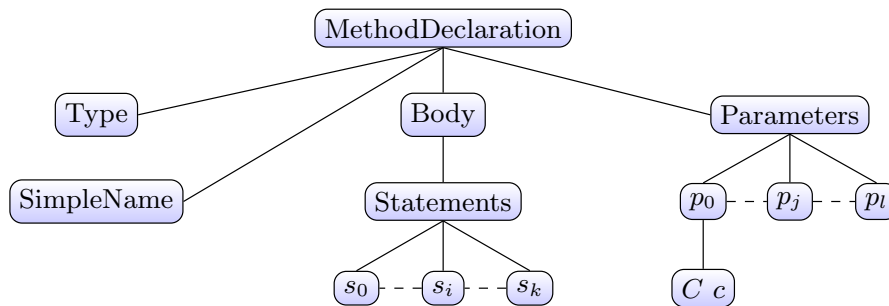 MethodDeclaration
Type
Body
Parameters
SimpleName
Statements
p₀
pⱼ
pₗ
s₀
sᵢ
sₖ
C c